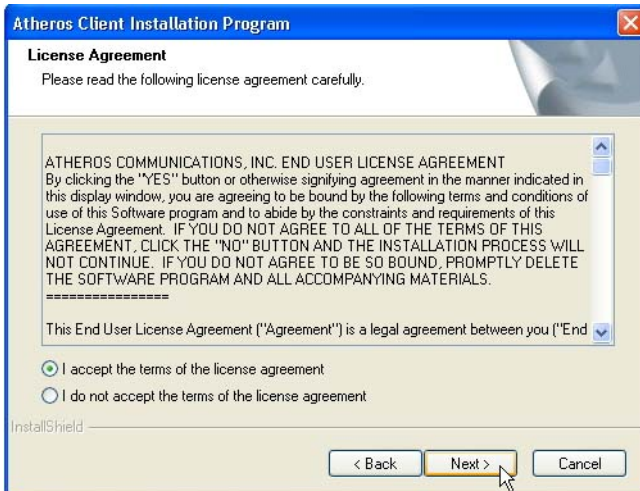 Atheros Client Installation Program
License Agreement
Please read the following license agreement carefully.
ATHEROS COMMUNICATIONS, INC. END USER LICENSE AGREEMENT
By clicking the "YES" button or otherwise signifying agreement in the manner indicated in
this display window, you are agreeing to be bound by the following terms and conditions of
use of this Software program and to abide by the constraints and requirements of this
License Agreement.  IF YOU DO NOT AGREE TO ALL OF THE TERMS OF THIS
AGREEMENT, CLICK THE "NO" BUTTON AND THE INSTALLATION PROCESS WILL
NOT CONTINUE.  IF YOU DO NOT AGREE TO BE SO BOUND, PROMPTLY DELETE
THE SOFTWARE PROGRAM AND ALL ACCOMPANYING MATERIALS.
================
This End User License Agreement ("Agreement") is a legal agreement between you ("End
I accept the terms of the license agreement
I do not accept the terms of the license agreement
InstallShield
< Back Next > Cancel